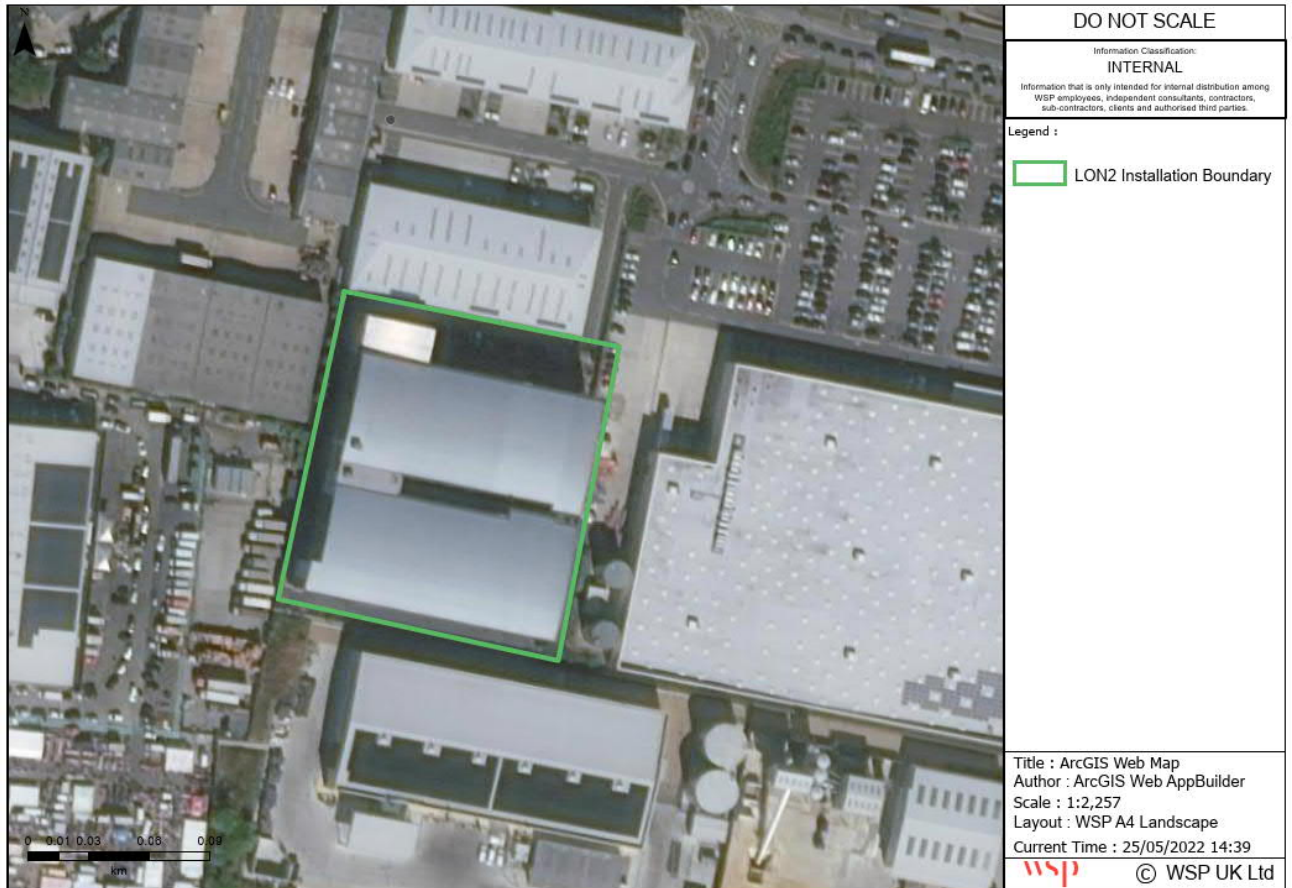 N
DO NOT SCALE
Information Classification:
INTERNAL
Information that is only intended for internal distribution among
WSP employees, independent consultants, contractors,
sub-contractors, clients and authorised third parties.
Legend :
LON2 Installation Boundary
0 0.01 0.03 0.06 0.09
km
Title : ArcGIS Web Map
Author : ArcGIS Web AppBuilder
Scale : 1:2,257
Layout : WSP A4 Landscape
Current Time : 25/05/2022 14:39
wsp © WSP UK Ltd